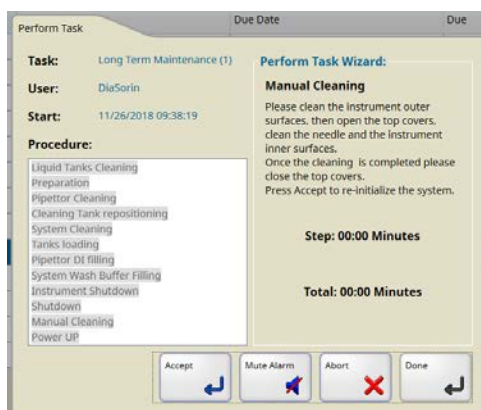 Due Date
Due
Perform Task
Task: Long Term Maintenance (1)
User: DiaSorin
Start: 11/26/2018 09:38:19
Procedure:
Liquid Tanks Cleaning
Preparation
Pipettor Cleaning
Cleaning Tank repositioning
System Cleaning
Tanks loading
Pipettor DI filling
System Wash Buffer Filling
Instrument Shutdown
Shutdown
Manual Cleaning
Power UP
Perform Task Wizard:
Manual Cleaning
Please clean the instrument outer
surfaces, then open the top covers,
clean the needle and the instrument
inner surfaces.
Once the cleaning is completed please
close the top covers.
Press Accept to re-initialize the system.
Step: 00:00 Minutes
Total: 00:00 Minutes
Accept
Mute Alarm
Abort
Done